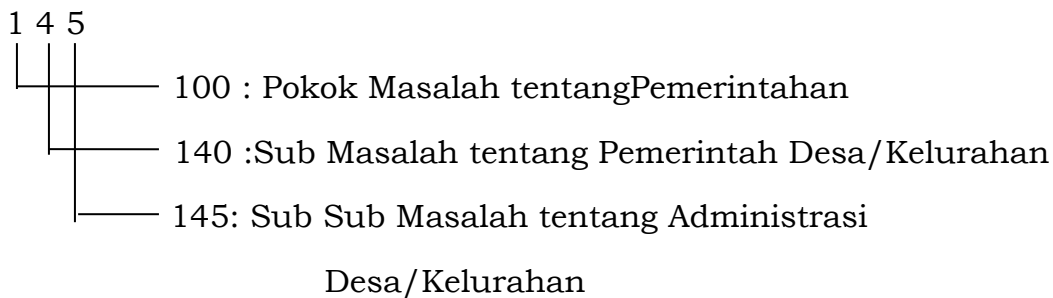 1 4 5
100 : Pokok Masalah tentangPemerintahan
140 :Sub Masalah tentang Pemerintah Desa/Kelurahan
145: Sub Sub Masalah tentang Administrasi
Desa/Kelurahan